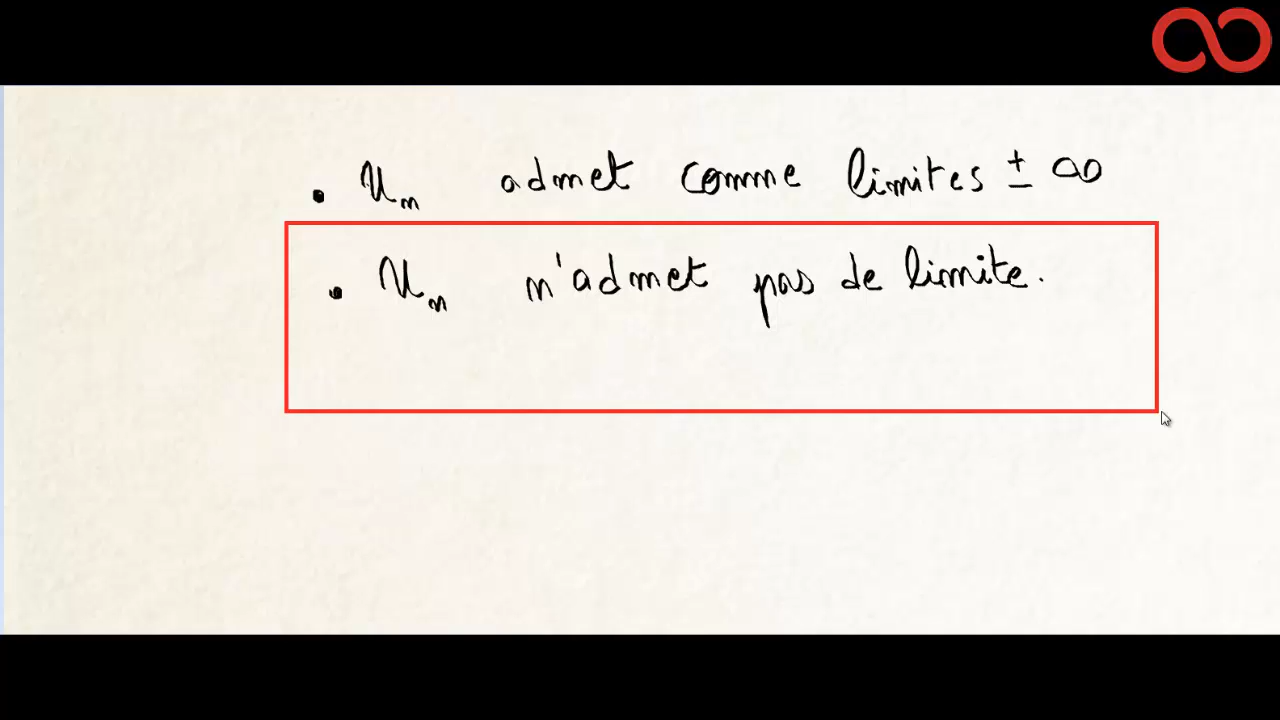 • Un admet comme limites ± ∞
• Un n'admet pas de limite.